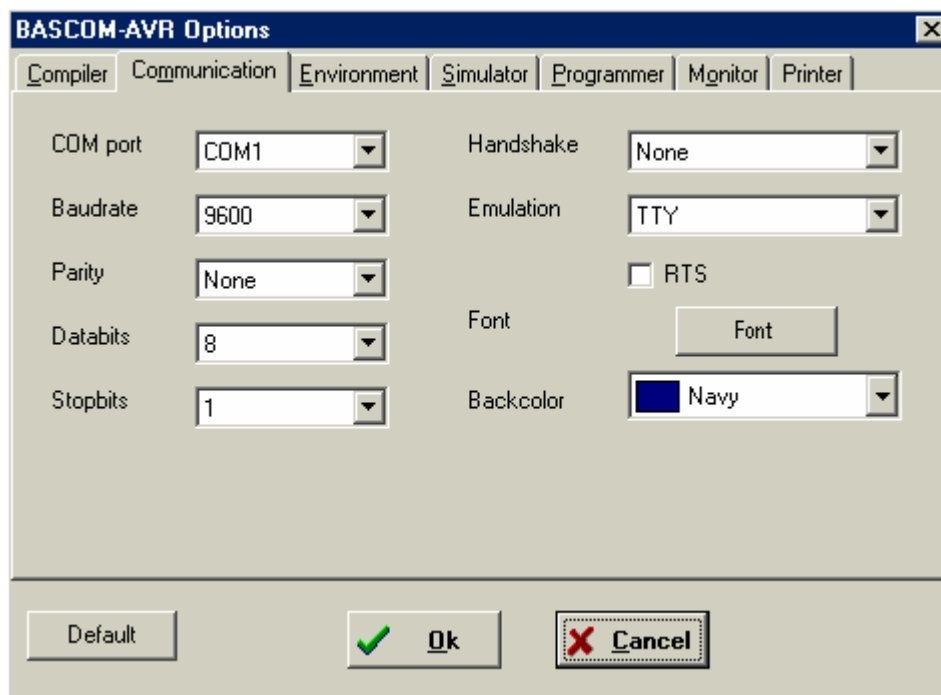 BASCOM-AVR Options
Compiler Communication Environment Simulator Programmer Monitor Printer
COM port COM1 Handshake None
Baudrate 9600 Emulation TTY
Parity None RTS
Databits 8 Font Font
Stopbits 1 Backcolor Navy
Default Ok Cancel